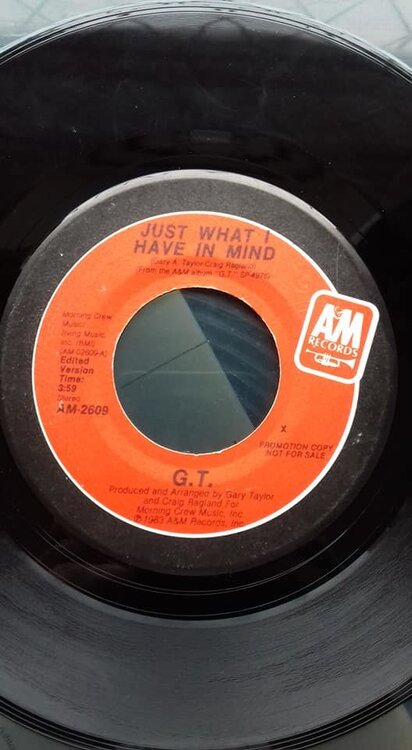 JUST WHAT I
HAVE IN MIND
(Gary A. Taylor-Craig Ragland)
(From the A&M album "G.T." SP-4976)
Morning Crew
Music/
Irving Music,
Inc. (BMI)
(AM 02609-A)
Edited
Version
Time:
3:59
Stereo
AM-2609
A&M
RECORDS
x
PROMOTION COPY
NOT FOR SALE
G.T.
Produced and Arranged by Gary Taylor
and Craig Ragland For
Morning Crew Music, Inc.
℗ 1983 A&M Records, Inc.